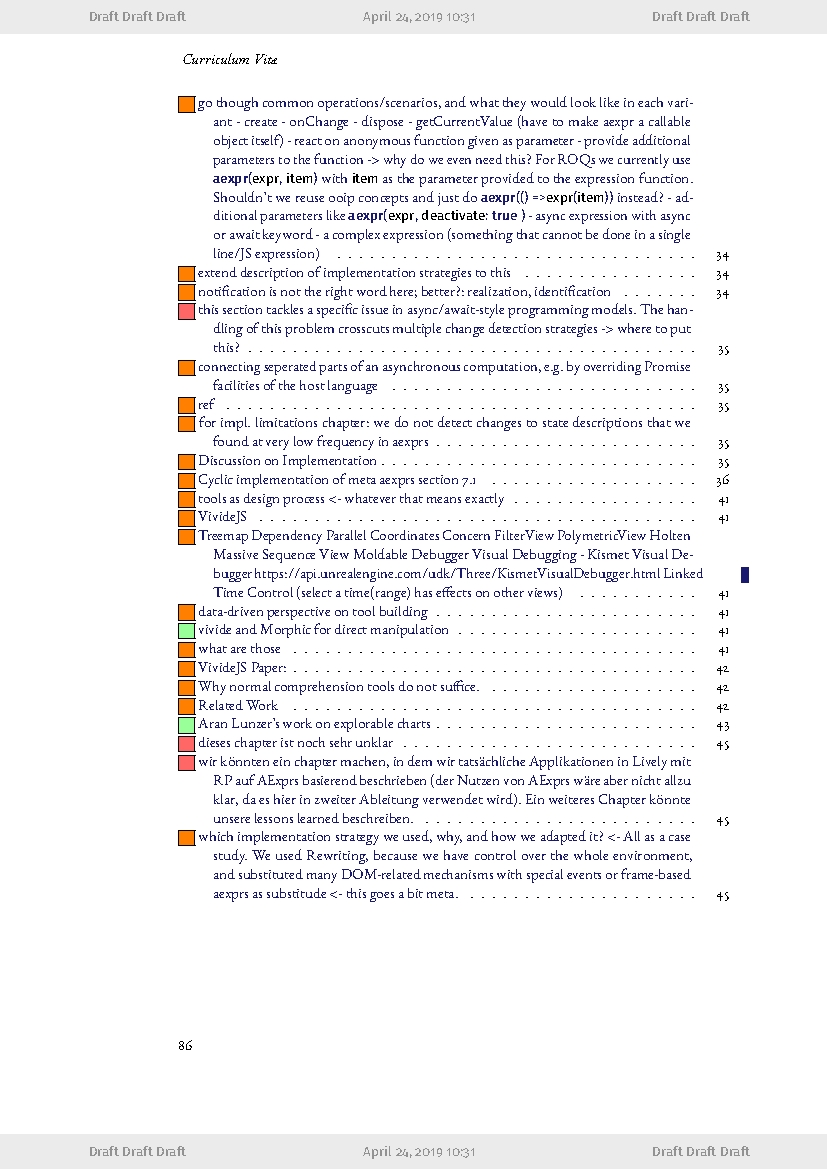 Draft Draft Draft April 24, 2019 10:31 Draft Draft Draft
Curriculum Vitæ
go though common operations/scenarios, and what they would look like in each vari-
ant - create - onChange - dispose - getCurrentValue (have to make aexpr a callable
object itself) - react on anonymous function given as parameter - provide additional
parameters to the function -> why do we even need this? For ROQs we currently use
aexpr(expr, item) with item as the parameter provided to the expression function.
Shouldn't we reuse ooip concepts and just do aexpr(() =>expr(item)) instead? - ad-
ditional parameters like aexpr(expr, deactivate: true ) - async expression with async
or await keyword - a complex expression (something that cannot be done in a single
line/JS expression) . . . . . . . . . . . . . . . . . . . . . . . . . . . . . . . . . 34
extend description of implementation strategies to this . . . . . . . . . . . . . . . . 34
notification is not the right word here; better?: realization, identification . . . . . . . 34
this section tackles a specific issue in async/await-style programming models. The han-
dling of this problem crosscuts multiple change detection strategies -> where to put
this? . . . . . . . . . . . . . . . . . . . . . . . . . . . . . . . . . . . . . . . . . 35
connecting seperated parts of an asynchronous computation, e.g. by overriding Promise
facilities of the host language . . . . . . . . . . . . . . . . . . . . . . . . . . . . 35
ref . . . . . . . . . . . . . . . . . . . . . . . . . . . . . . . . . . . . . . . . . . . 35
for impl. limitations chapter: we do not detect changes to state descriptions that we
found at very low frequency in aexprs . . . . . . . . . . . . . . . . . . . . . . . . 35
Discussion on Implementation . . . . . . . . . . . . . . . . . . . . . . . . . . . . . 35
Cyclic implementation of meta aexprs section 7.1 . . . . . . . . . . . . . . . . . . . 36
tools as design process <- whatever that means exactly . . . . . . . . . . . . . . . . . 41
VivideJS . . . . . . . . . . . . . . . . . . . . . . . . . . . . . . . . . . . . . . . . 41
Treemap Dependency Parallel Coordinates Concern FilterView PolymetricView Holten
Massive Sequence View Moldable Debugger Visual Debugging - Kismet Visual De-
bugger https://api.unrealengine.com/udk/Three/KismetVisualDebugger.html Linked
Time Control (select a time(range) has effects on other views) . . . . . . . . . . . 41
data-driven perspective on tool building . . . . . . . . . . . . . . . . . . . . . . . . 41
vivide and Morphic for direct manipulation . . . . . . . . . . . . . . . . . . . . . . 41
what are those . . . . . . . . . . . . . . . . . . . . . . . . . . . . . . . . . . . . . 41
VivideJS Paper: . . . . . . . . . . . . . . . . . . . . . . . . . . . . . . . . . . . . . 42
Why normal comprehension tools do not suffice. . . . . . . . . . . . . . . . . . . . 42
Related Work . . . . . . . . . . . . . . . . . . . . . . . . . . . . . . . . . . . . . 42
Aran Lunzer's work on explorable charts . . . . . . . . . . . . . . . . . . . . . . . . 43
dieses chapter ist noch sehr unklar . . . . . . . . . . . . . . . . . . . . . . . . . . . 45
wir könnten ein chapter machen, in dem wir tatsächliche Applikationen in Lively mit
RP auf AExprs basierend beschrieben (der Nutzen von AExprs wäre aber nicht allzu
klar, da es hier in zweiter Ableitung verwendet wird). Ein weiteres Chapter könnte
unsere lessons learned beschreiben. . . . . . . . . . . . . . . . . . . . . . . . . . 45
which implementation strategy we used, why, and how we adapted it? <- All as a case
study. We used Rewriting, because we have control over the whole environment,
and substituted many DOM-related mechanisms with special events or frame-based
aexprs as substitude <- this goes a bit meta. . . . . . . . . . . . . . . . . . . . . . 45
86
Draft Draft Draft April 24, 2019 10:31 Draft Draft Draft